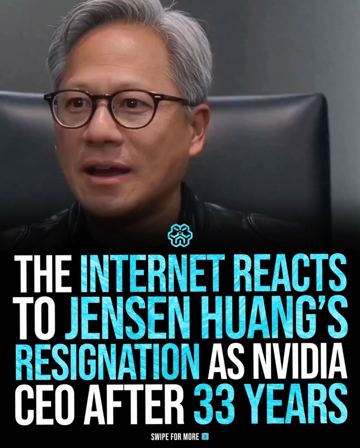 THE INTERNET REACTS
TO JENSEN HUANG'S
RESIGNATION AS NVIDIA
CEO AFTER 33 YEARS
SWIPE FOR MORE